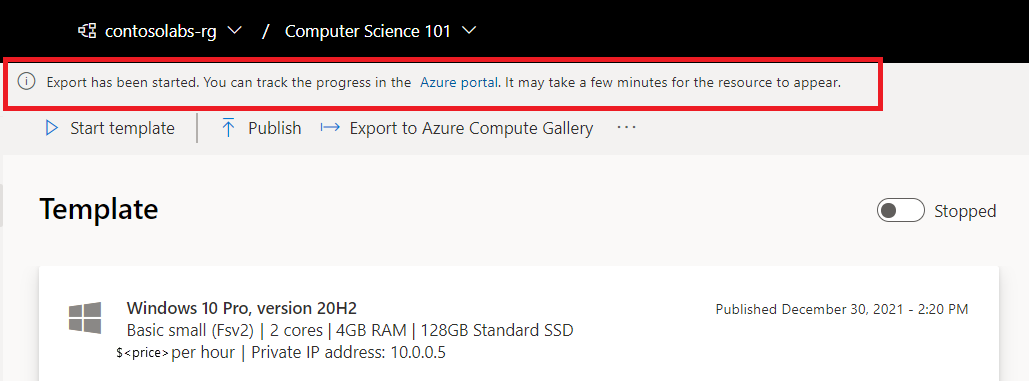 contosolabs-rg / Computer Science 101
Export has been started. You can track the progress in the Azure portal. It may take a few minutes for the resource to appear.
Start template Publish Export to Azure Compute Gallery ...
Template
Stopped
Windows 10 Pro, version 20H2
Published December 30, 2021 - 2:20 PM
Basic small (Fsv2) | 2 cores | 4GB RAM | 128GB Standard SSD
$<price> per hour | Private IP address: 10.0.0.5